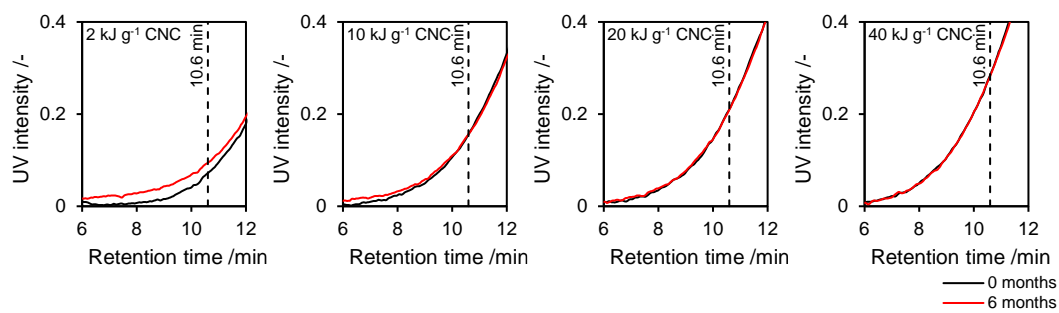 2 kJ g-1 CNC
10.6 min
UV intensity /-
0.4
0.2
0
6
8
10
12
Retention time /min
10 kJ g-1 CNC
10.6 min
UV intensity /-
0.4
0.2
0
6
8
10
12
Retention time /min
20 kJ g-1 CNC
10.6 min
UV intensity /-
0.4
0.2
0
6
8
10
12
Retention time /min
40 kJ g-1 CNC
10.6 min
UV intensity /-
0.4
0.2
0
6
8
10
12
Retention time /min
0 months
6 months